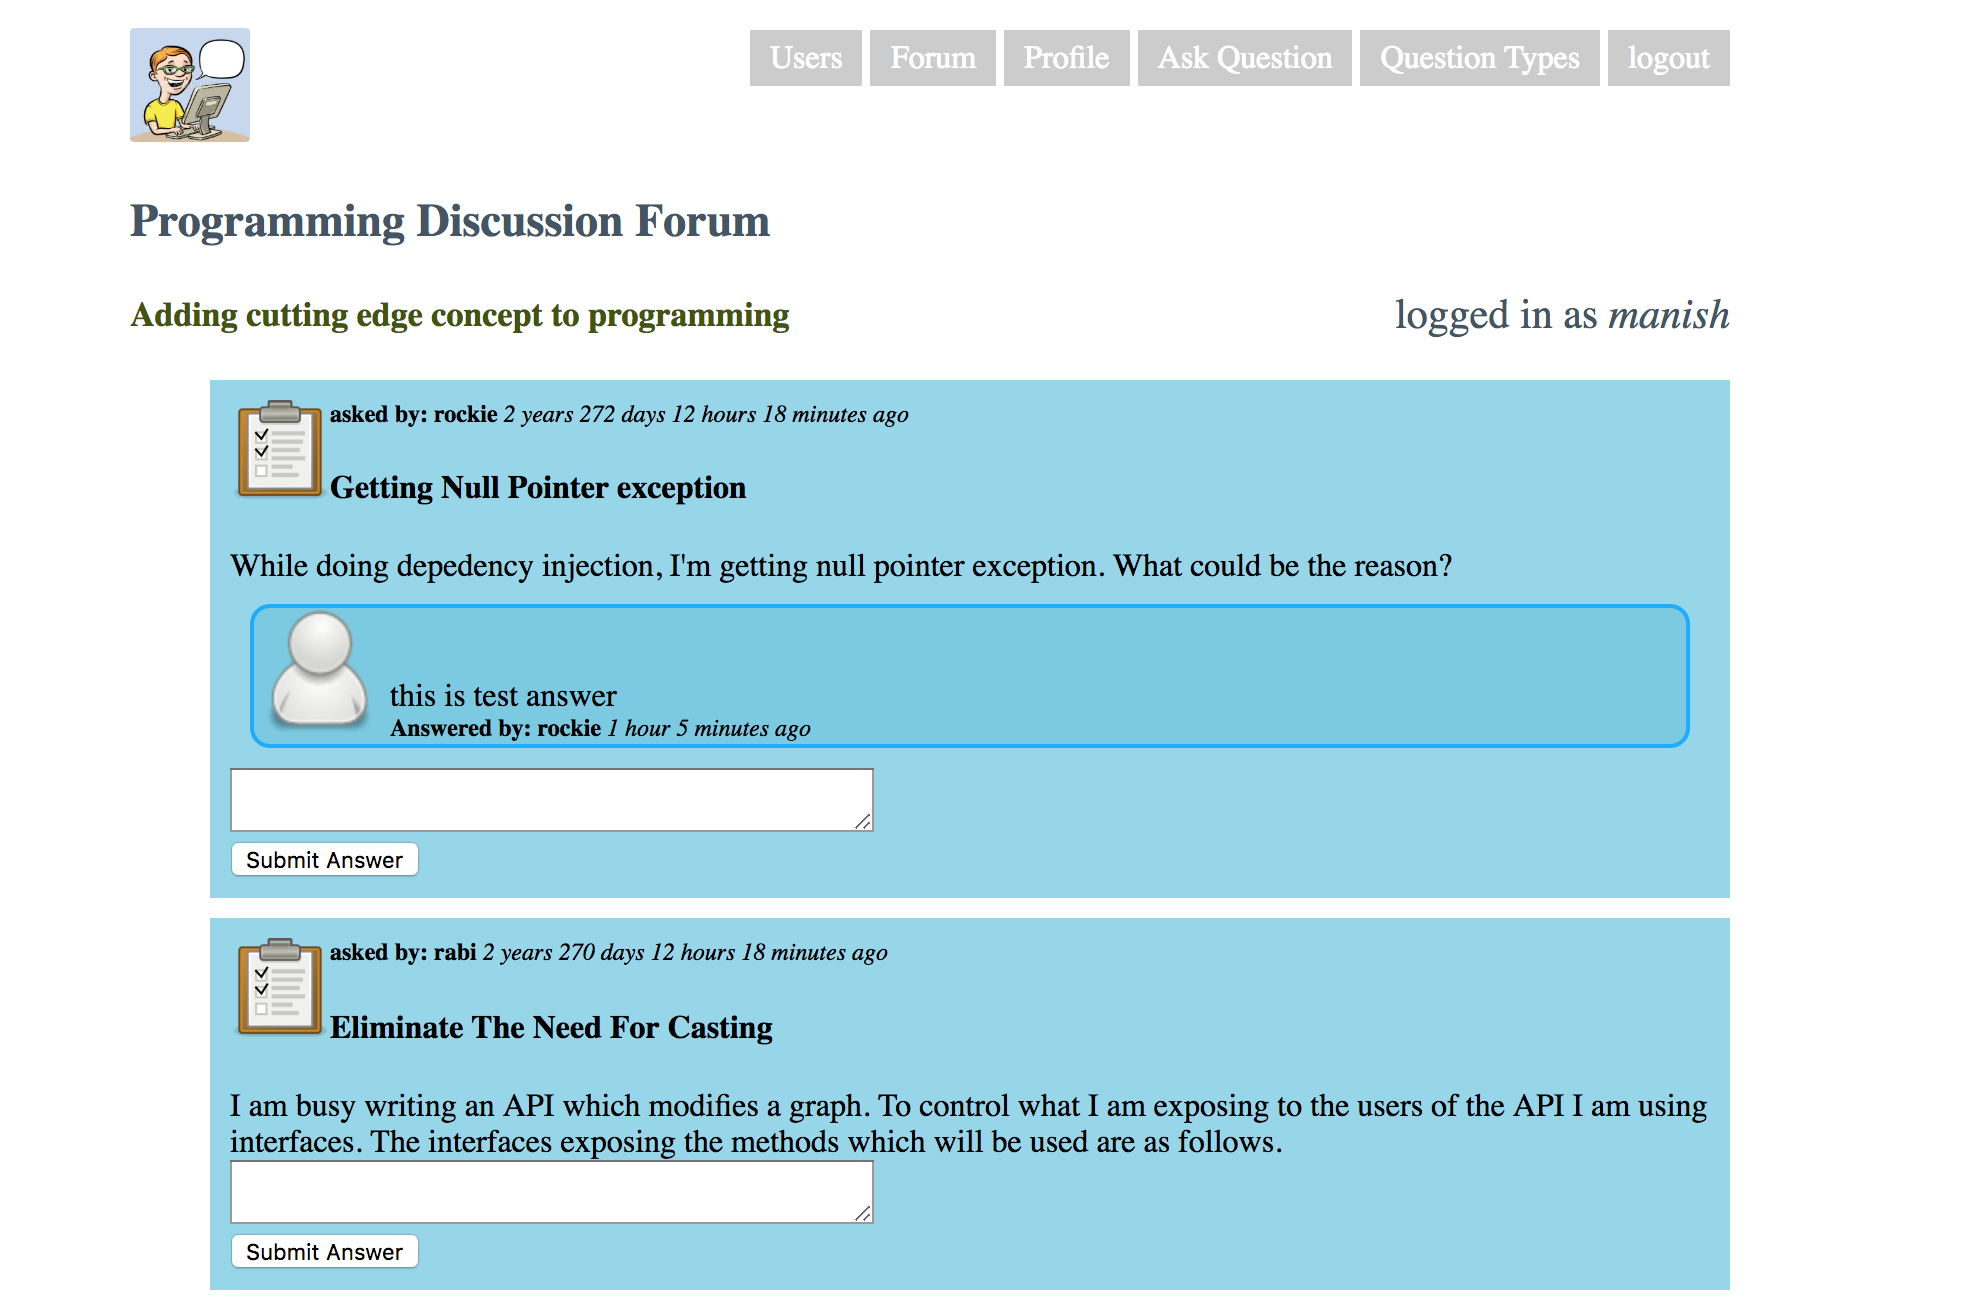 Users Forum Profile Ask Question Question Types logout
Programming Discussion Forum
Adding cutting edge concept to programming
logged in as manish
asked by: rockie 2 years 272 days 12 hours 18 minutes ago
Getting Null Pointer exception
While doing depedency injection, I'm getting null pointer exception. What could be the reason?
this is test answer
Answered by: rockie 1 hour 5 minutes ago
Submit Answer
asked by: rabi 2 years 270 days 12 hours 18 minutes ago
Eliminate The Need For Casting
I am busy writing an API which modifies a graph. To control what I am exposing to the users of the API I am using
interfaces. The interfaces exposing the methods which will be used are as follows.
Submit Answer